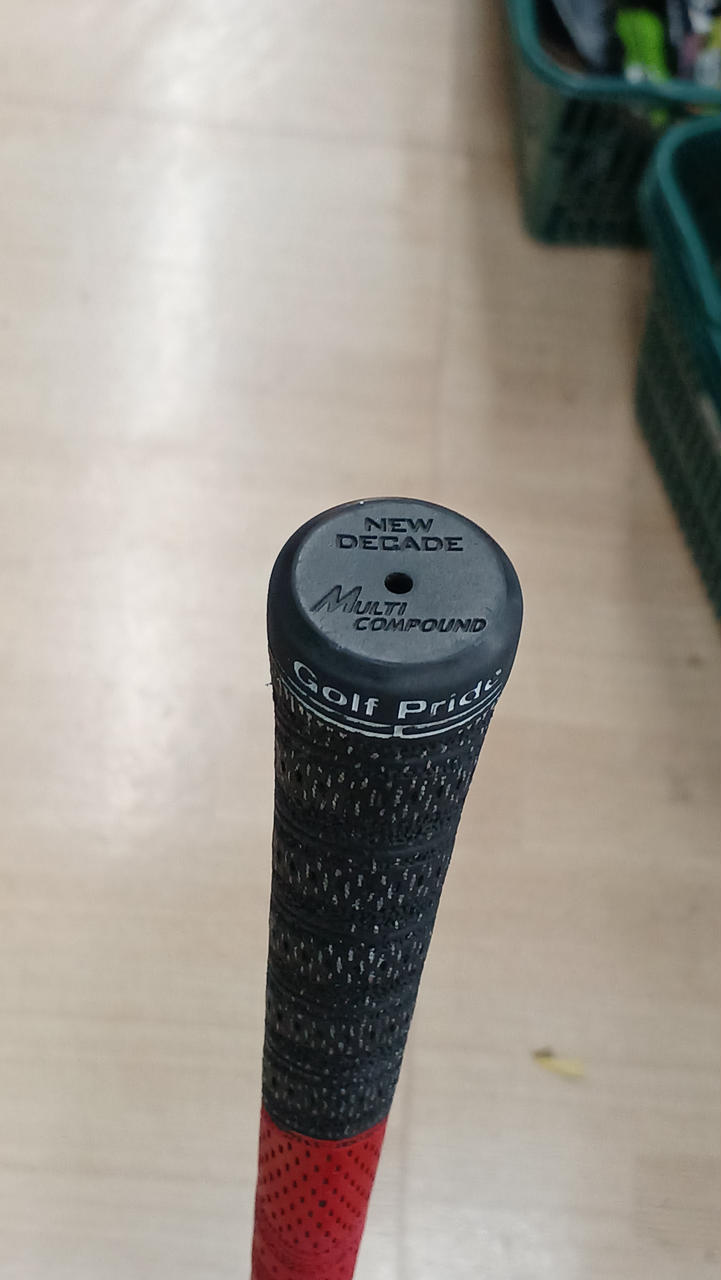 NEW
DECADE
MULTI
COMPOUND
Golf Pride